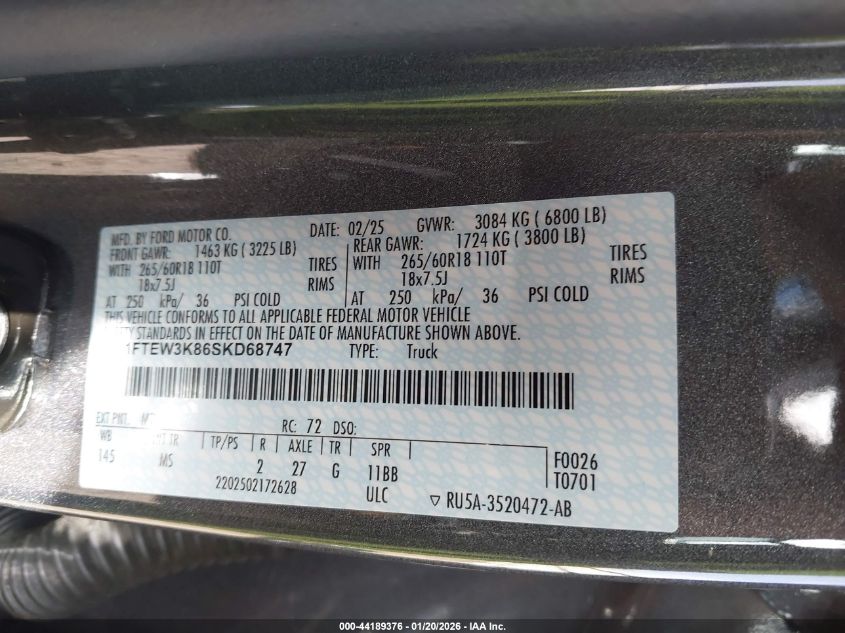 MFD. BY FORD MOTOR CO. DATE: 02/25 GVWR: 3084 KG ( 6800 LB)
FRONT GAWR: 1463 KG ( 3225 LB) REAR GAWR: 1724 KG ( 3800 LB)
WITH 265/60R18 110T TIRES WITH 265/60R18 110T TIRES
18x7.5J RIMS 18x7.5J RIMS
AT 250 kPa/ 36 PSI COLD AT 250 kPa/ 36 PSI COLD
THIS VEHICLE CONFORMS TO ALL APPLICABLE FEDERAL MOTOR VEHICLE
TY STANDARDS IN EFFECT ON THE DATE OF MANUFACTURE SHOWN ABOVE.
1FTEW3K86SKD68747 TYPE: Truck
EXT PNT: RC: 72 DSO:
WB TR TP/PS R AXLE TR SPR
145 MS 2 27 G 11BB
F0026
T0701
2202502172628 ULC ▽ RU5A-3520472-AB
000-44189376 - 01/20/2026 - IAA Inc.